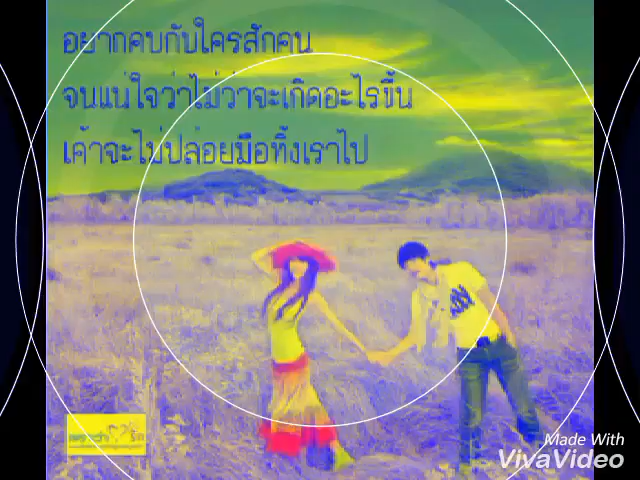 อยากคบกับใครสักคน
จนแน่ใจว่าไม่ว่าจะเกิดอะไรขึ้น
เค้าจะไม่ปล่อยมือทิ้งเราไป
Made With
VivaVideo